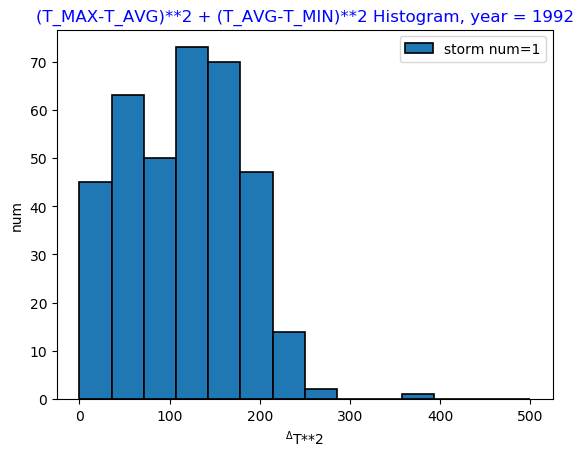 (T_MAX-T_AVG)**2 + (T_AVG-T_MIN)**2 Histogram, year = 1992
storm num=1
70
60
50
40
30
20
10
0
num
0 100 200 300 400 500
ΔT**2